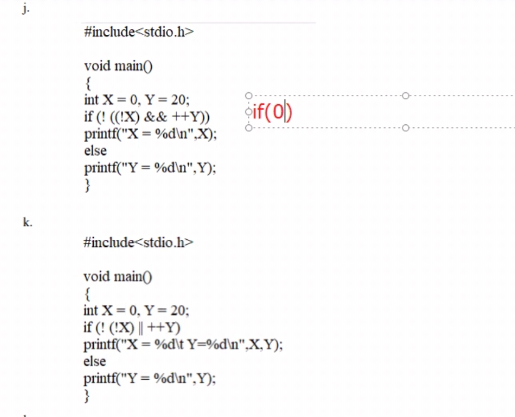 j.
#include<stdio.h>
void main()
{
int X = 0, Y = 20;
if(0)
if (! ((!X) && ++Y))
printf("X = %d\n",X);
else
printf("Y = %d\n",Y);
}
k.
#include<stdio.h>
void main()
{
int X = 0, Y = 20;
if (! (!X) || ++Y)
printf("X = %d\t Y=%d\n",X,Y);
else
printf("Y = %d\n",Y);
}